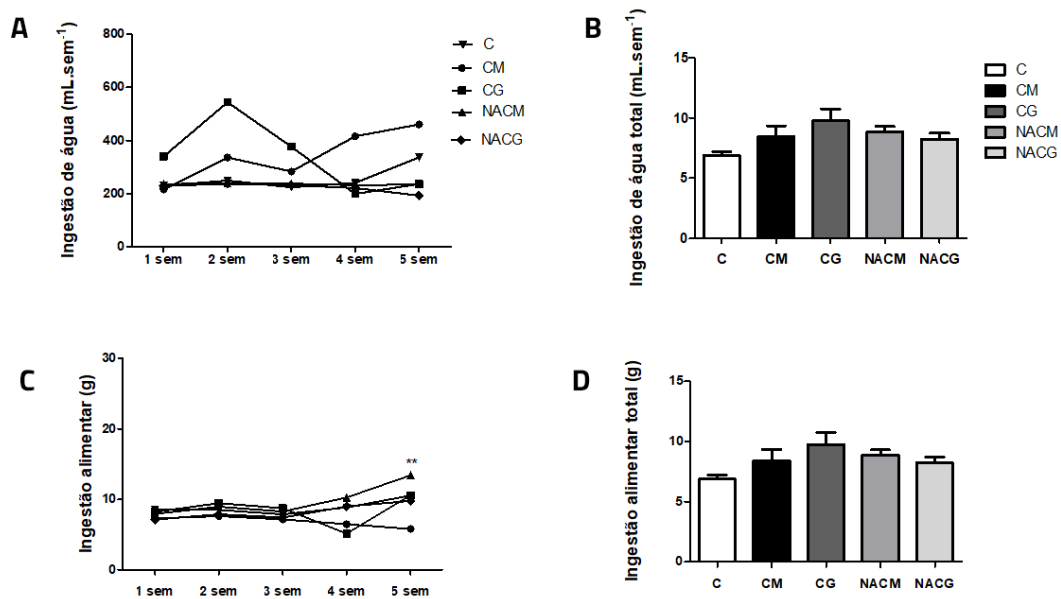 A
Ingestão de água (mL.sem-1)
800
600
400
200
0
1 sem 2 sem 3 sem 4 sem 5 sem
C
CM
CG
NACM
NACG
B
Ingestão de água total (mL.sem-1)
15
10
5
0
C CM CG NACM NACG
C
CM
CG
NACM
NACG
C
Ingestão alimentar (g)
30
20
10
0
**
1 sem 2 sem 3 sem 4 sem 5 sem
D
Ingestão alimentar total (g)
15
10
5
0
C CM CG NACM NACG